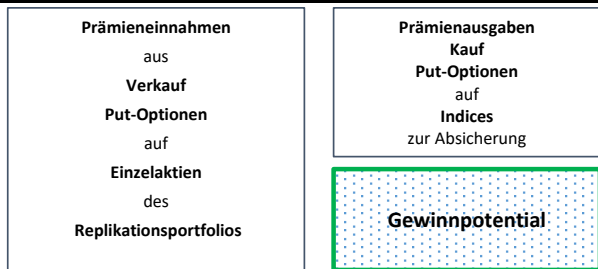 Prämieneinnahmen
aus
Verkauf
Put-Optionen
auf
Einzelaktien
des
Replikationsportfolios
Prämienausgaben
Kauf
Put-Optionen
auf
Indices
zur Absicherung
Gewinnpotential